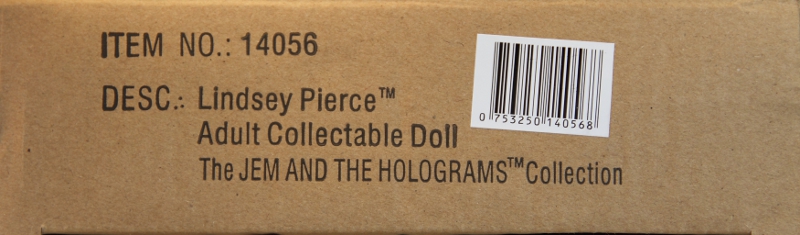 ITEM NO.: 14056
DESC.: Lindsey Pierce™
Adult Collectable Doll
The JEM AND THE HOLOGRAMS™ Collection
0 753250 140568